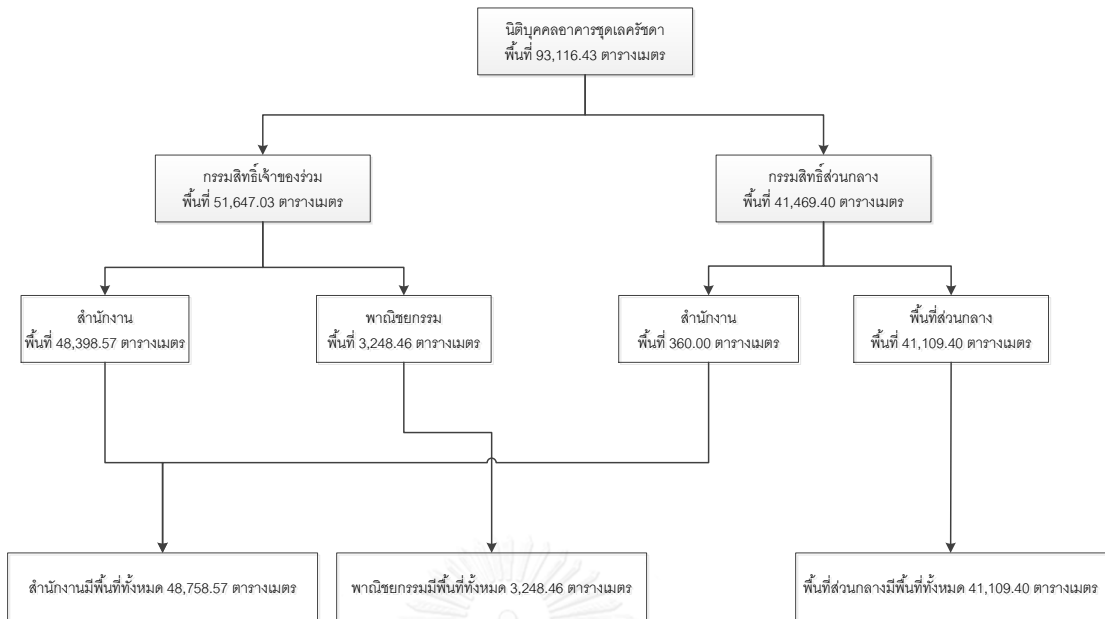 นิติบุคคลอาคารชุดเลครัชดา
พื้นที่ 93,116.43 ตารางเมตร
กรรมสิทธิ์เจ้าของร่วม
พื้นที่ 51,647.03 ตารางเมตร
กรรมสิทธิ์ส่วนกลาง
พื้นที่ 41,469.40 ตารางเมตร
สำนักงาน
พื้นที่ 48,398.57 ตารางเมตร
พาณิชยกรรม
พื้นที่ 3,248.46 ตารางเมตร
สำนักงาน
พื้นที่ 360.00 ตารางเมตร
พื้นที่ส่วนกลาง
พื้นที่ 41,109.40 ตารางเมตร
สำนักงานมีพื้นที่ทั้งหมด 48,758.57 ตารางเมตร
พาณิชยกรรมมีพื้นที่ทั้งหมด 3,248.46 ตารางเมตร
พื้นที่ส่วนกลางมีพื้นที่ทั้งหมด 41,109.40 ตารางเมตร